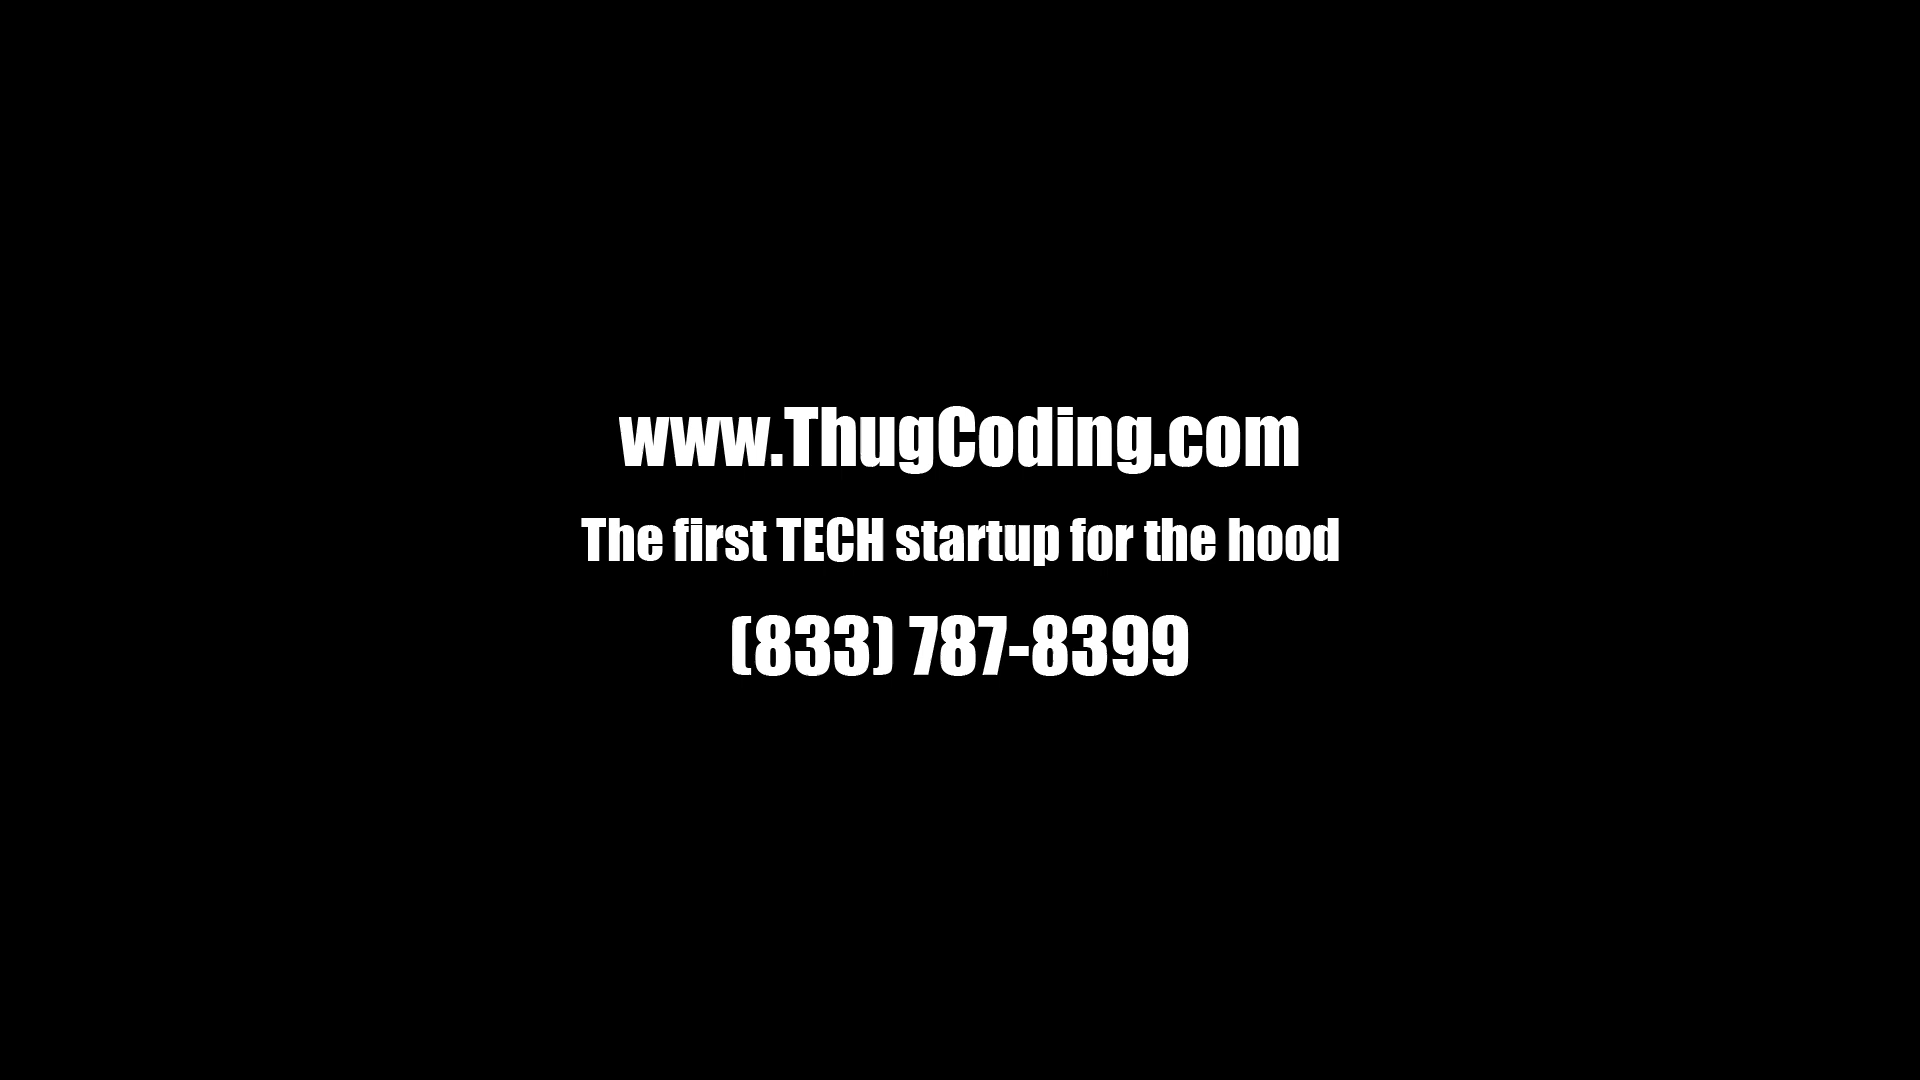 www.ThugCoding.com
The first TECH startup for the hood
(833) 787-8399